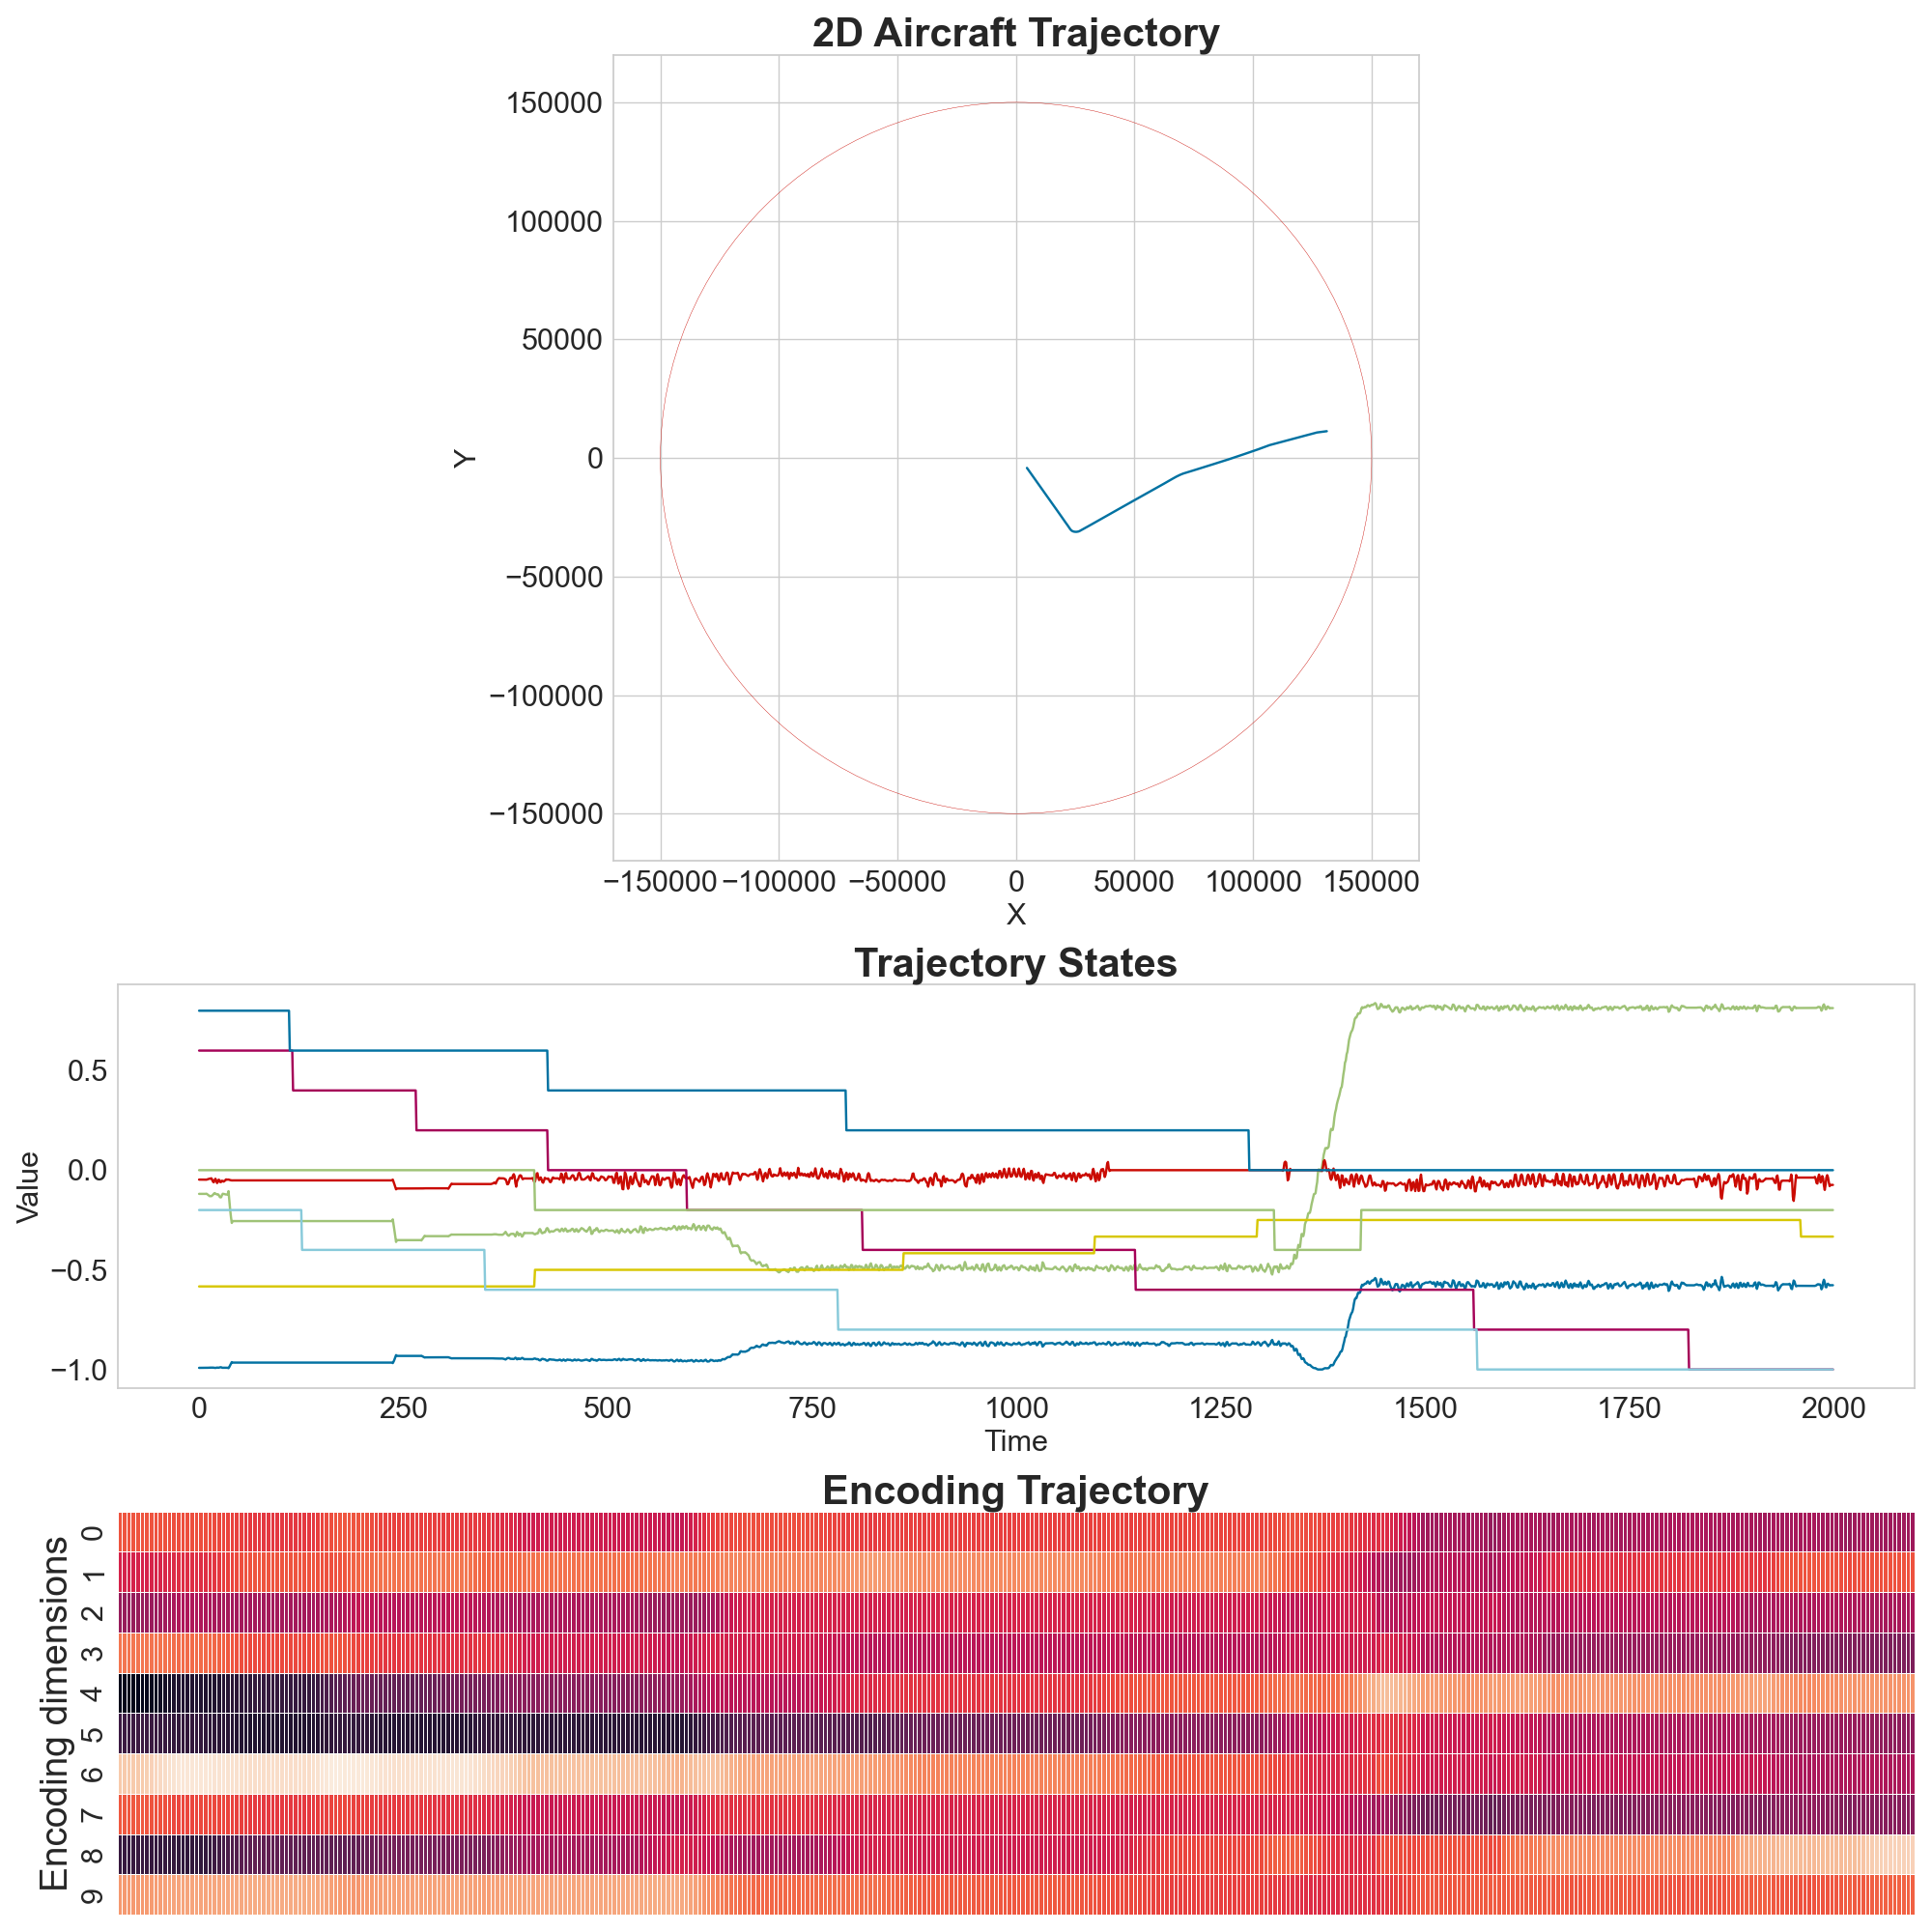 2D Aircraft Trajectory
150000
100000
50000
0
−50000
−100000
−150000
Y
−150000 −100000 −50000 0 50000 100000 150000
X
Trajectory States
0.5
0.0
−0.5
−1.0
Value
0 250 500 750 1000 1250 1500 1750 2000
Time
Encoding Trajectory
Encoding dimensions
0
1
2
3
4
5
6
7
8
9